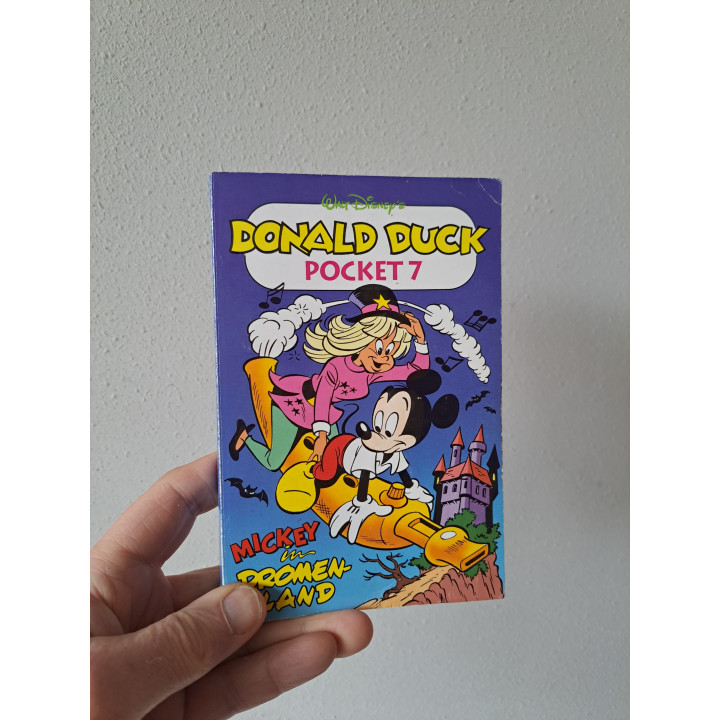 WALT DISNEY'S
DONALD DUCK
POCKET 7
MICKEY
in
DROMEN-
LAND